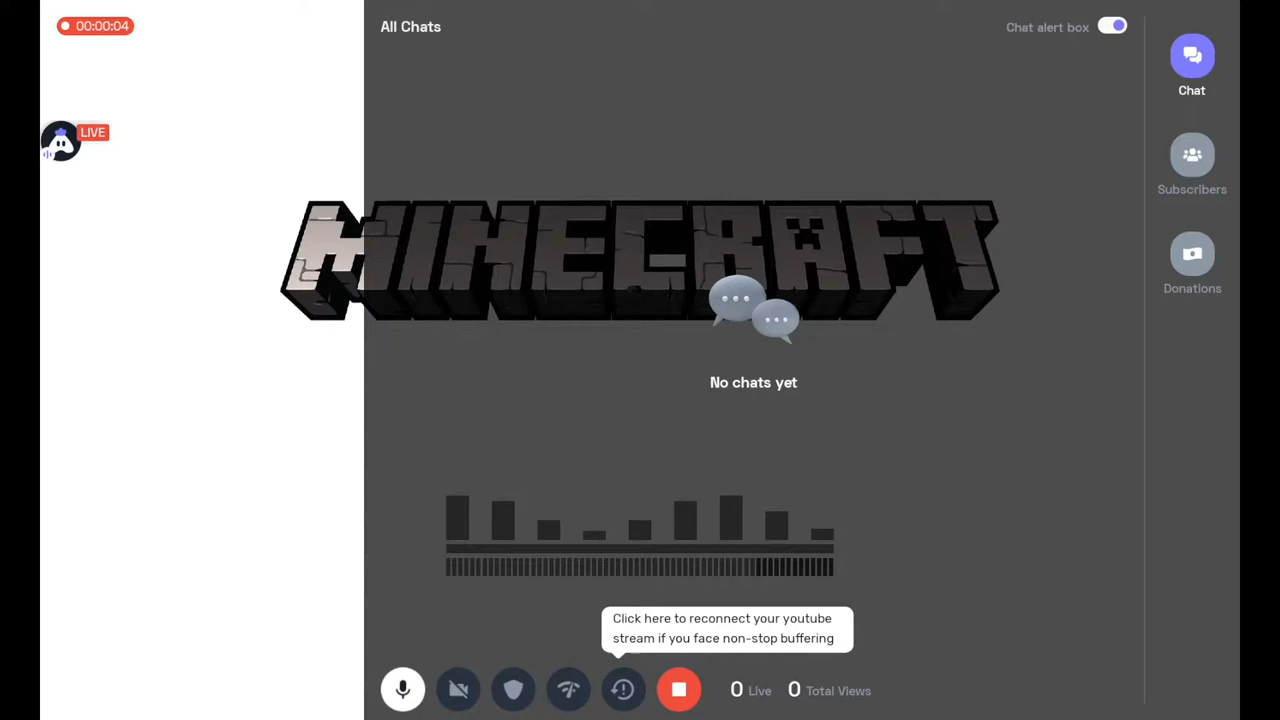 00:00:04
All Chats
Chat alert box
Chat
LIVE
Subscribers
MINECRAFT
Donations
No chats yet
Click here to reconnect your youtube
stream if you face non-stop buffering
0 Live 0 Total Views